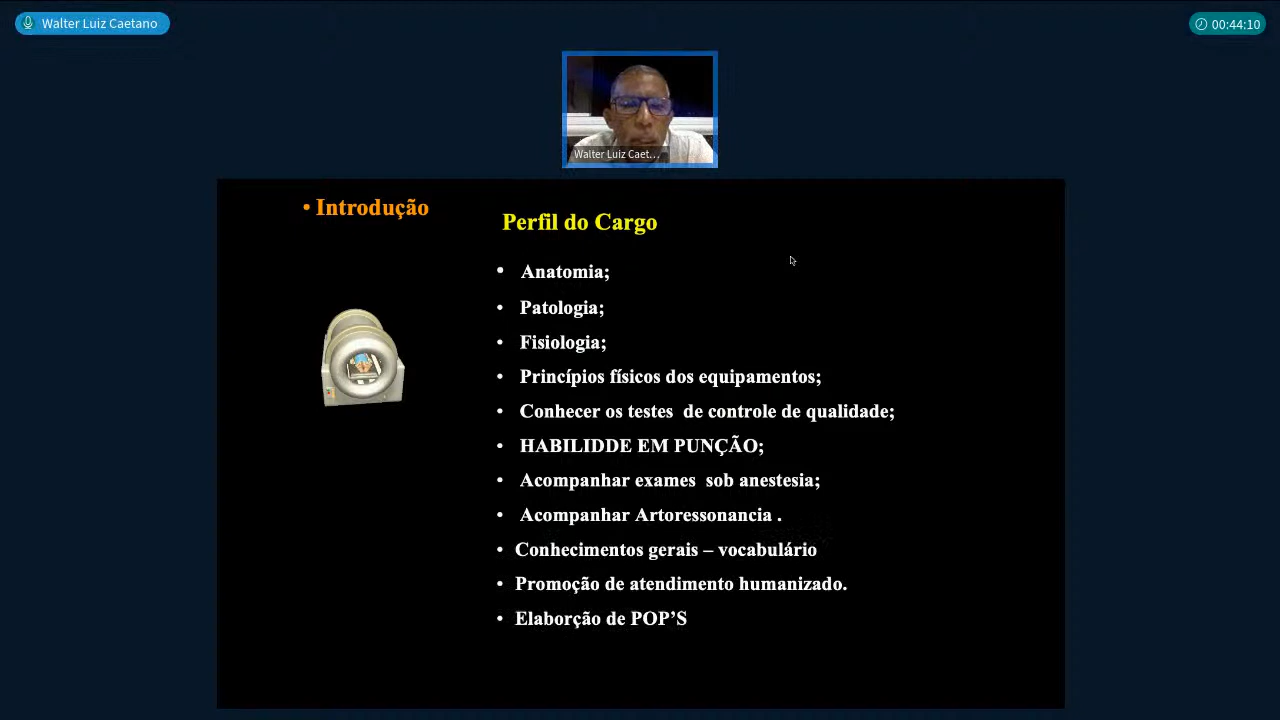 Walter Luiz Caetano
00:44:10
Walter Luiz Caet...
• Introdução
Perfil do Cargo
• Anatomia;
• Patologia;
• Fisiologia;
• Princípios físicos dos equipamentos;
• Conhecer os testes de controle de qualidade;
• HABILIDDE EM PUNÇÃO;
• Acompanhar exames sob anestesia;
• Acompanhar Artoressonancia .
• Conhecimentos gerais – vocabulário
• Promoção de atendimento humanizado.
• Elaborção de POP’S